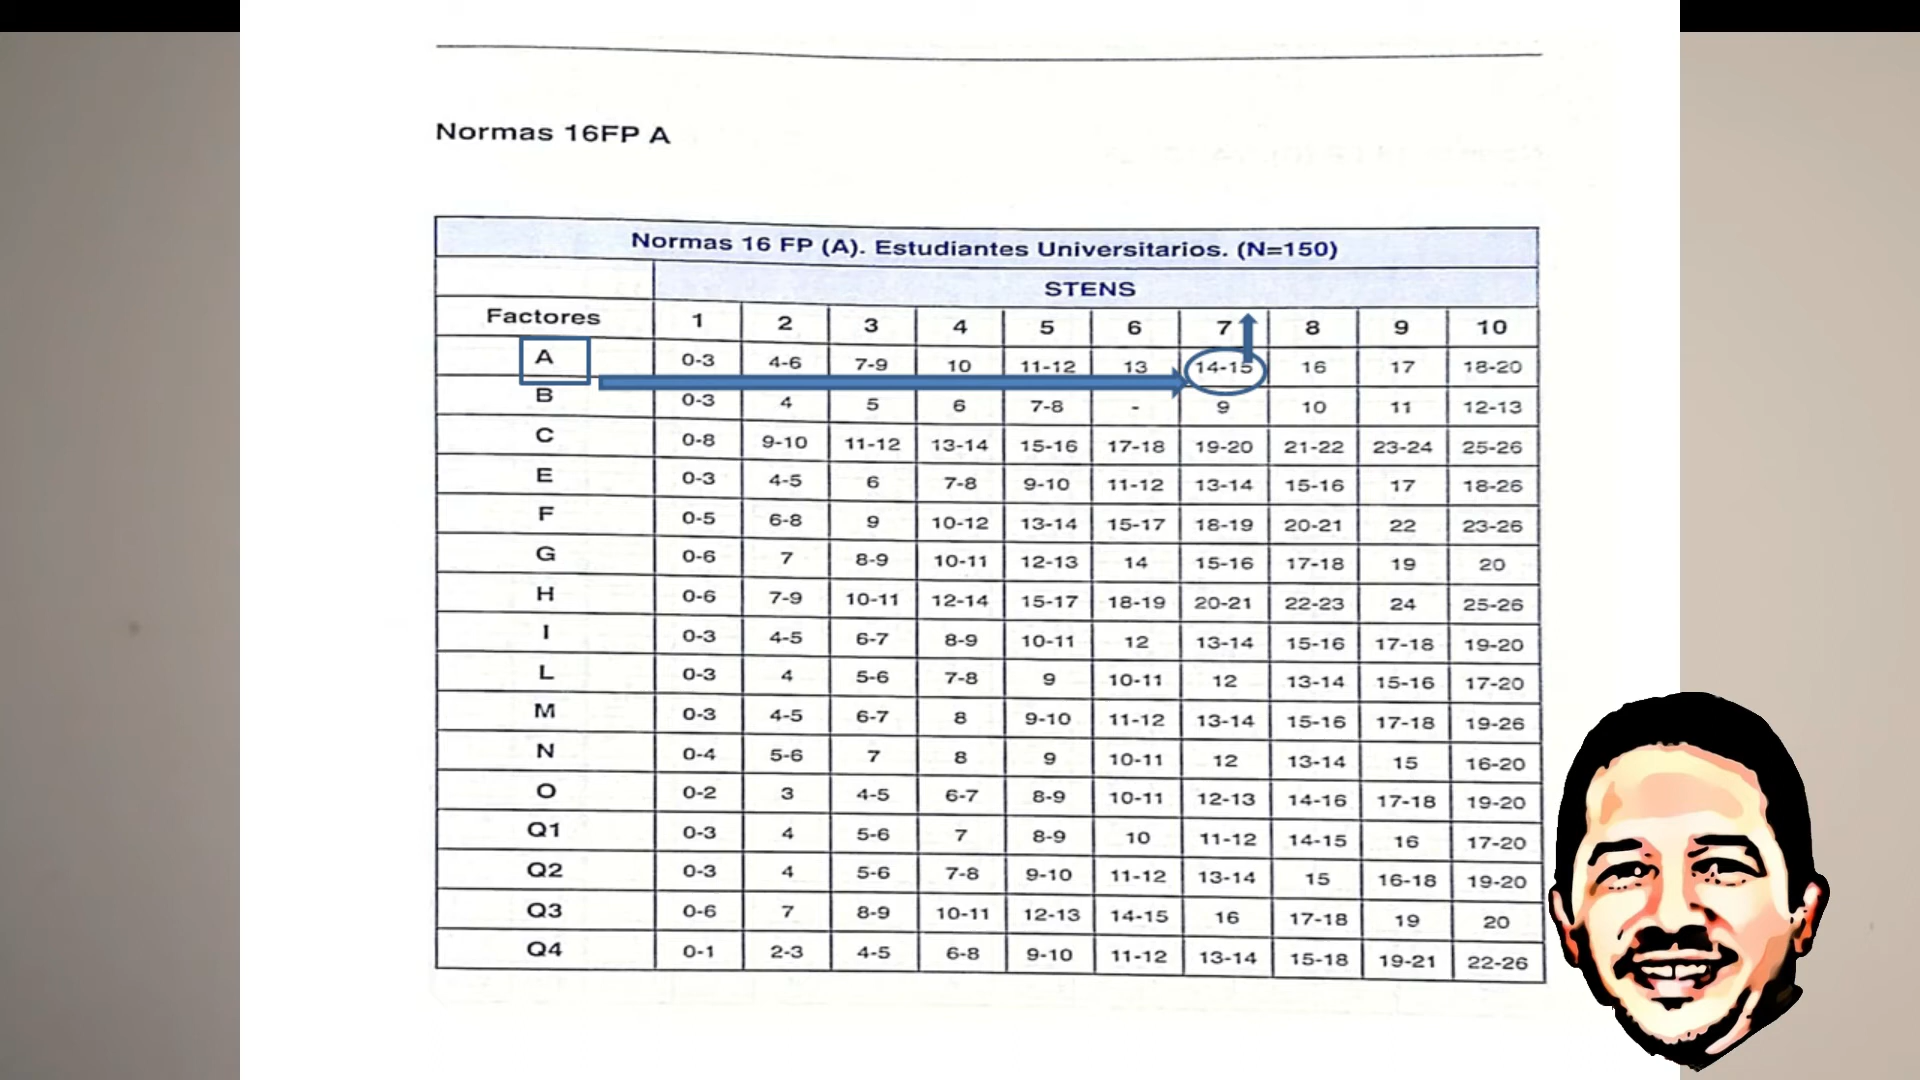 Normas 16FP A
Normas 16 FP (A). Estudiantes Universitarios. (N=150)
STENS
Factores 1 2 3 4 5 6 7 8 9 10
A 0-3 4-6 7-9 10 11-12 13 14-15 16 17 18-20
B 0-3 4 5 6 7-8 - 9 10 11 12-13
C 0-8 9-10 11-12 13-14 15-16 17-18 19-20 21-22 23-24 25-26
E 0-3 4-5 6 7-8 9-10 11-12 13-14 15-16 17 18-26
F 0-5 6-8 9 10-12 13-14 15-17 18-19 20-21 22 23-26
G 0-6 7 8-9 10-11 12-13 14 15-16 17-18 19 20
H 0-6 7-9 10-11 12-14 15-17 18-19 20-21 22-23 24 25-26
I 0-3 4-5 6-7 8-9 10-11 12 13-14 15-16 17-18 19-20
L 0-3 4 5-6 7-8 9 10-11 12 13-14 15-16 17-20
M 0-3 4-5 6-7 8 9-10 11-12 13-14 15-16 17-18 19-26
N 0-4 5-6 7 8 9 10-11 12 13-14 15 16-20
O 0-2 3 4-5 6-7 8-9 10-11 12-13 14-16 17-18 19-20
Q1 0-3 4 5-6 7 8-9 10 11-12 14-15 16 17-20
Q2 0-3 4 5-6 7-8 9-10 11-12 13-14 15 16-18 19-20
Q3 0-6 7 8-9 10-11 12-13 14-15 16 17-18 19 20
Q4 0-1 2-3 4-5 6-8 9-10 11-12 13-14 15-18 19-21 22-26